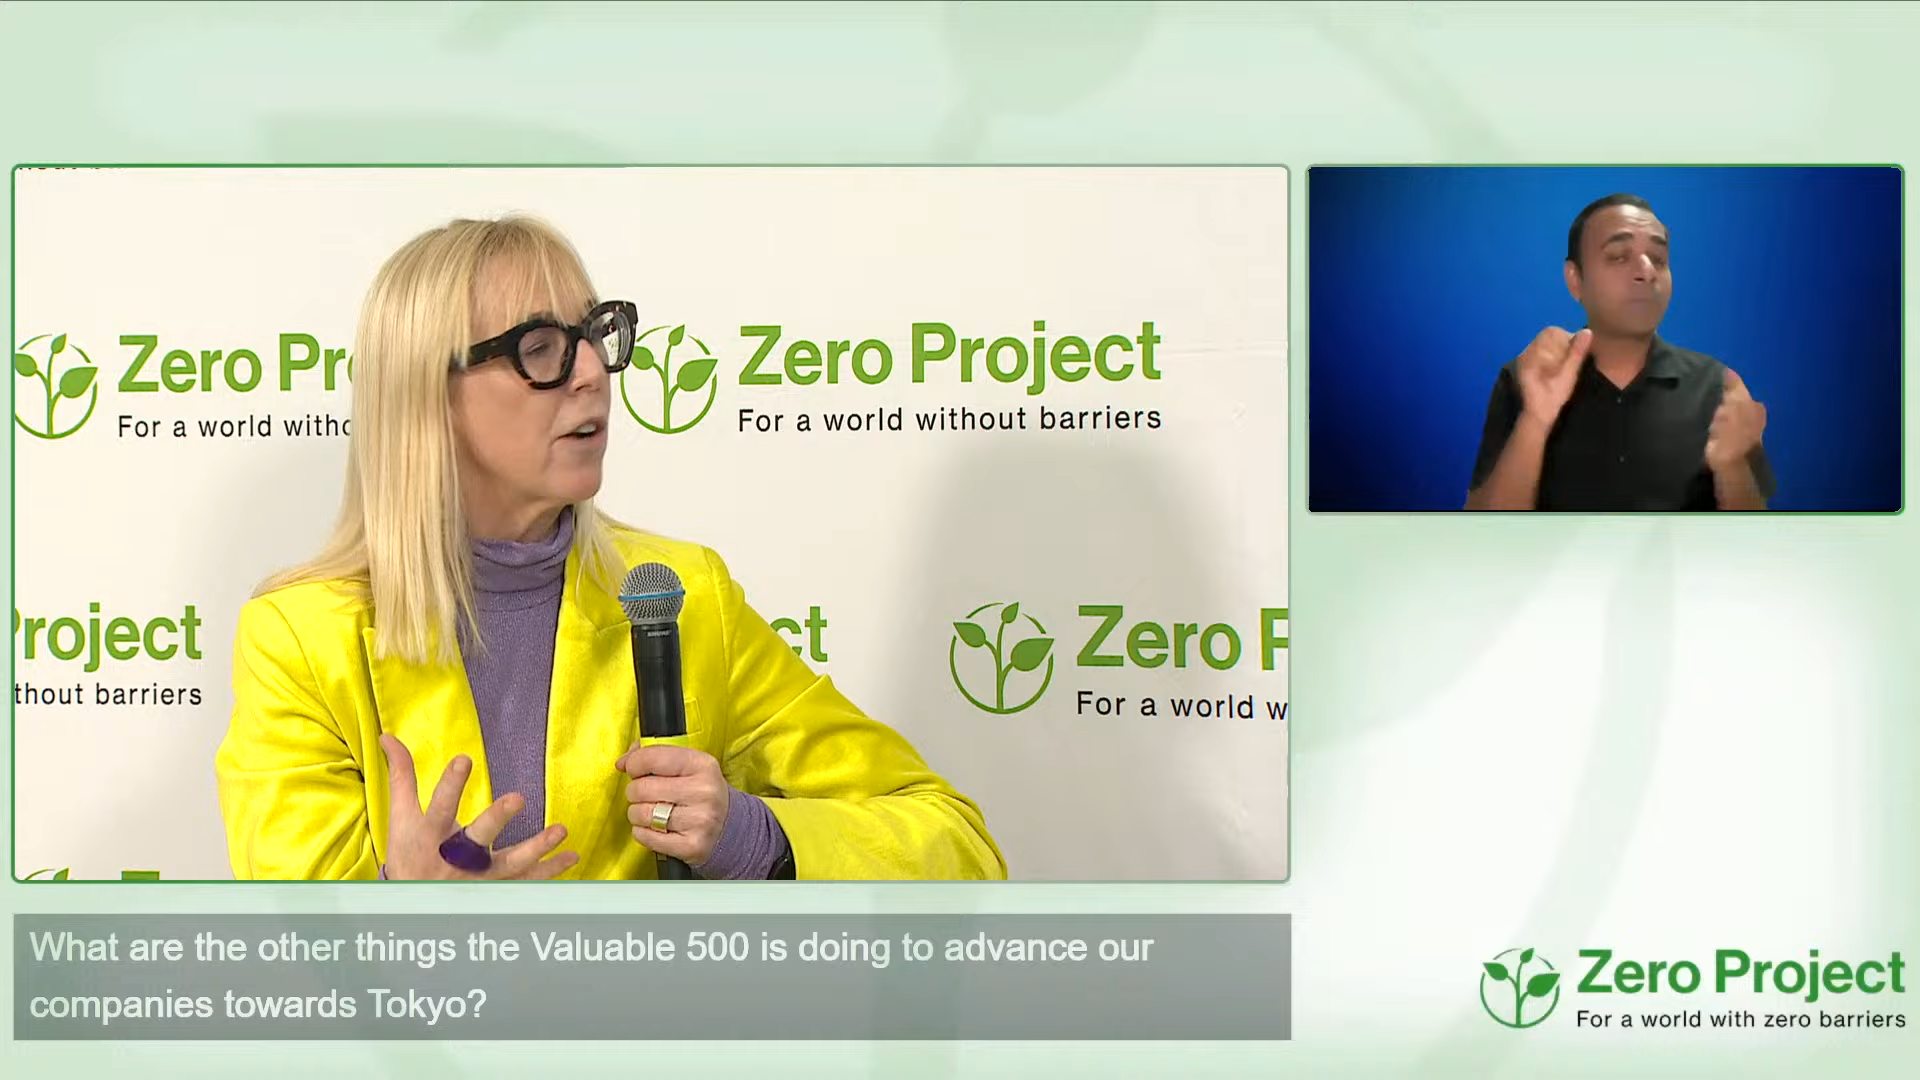 Zero Pr
For a world witho
Zero Project
For a world without barriers
Project
thout barriers
ct
Zero P
For a world w
SHURE
What are the other things the Valuable 500 is doing to advance our
companies towards Tokyo?
Zero Project
For a world with zero barriers